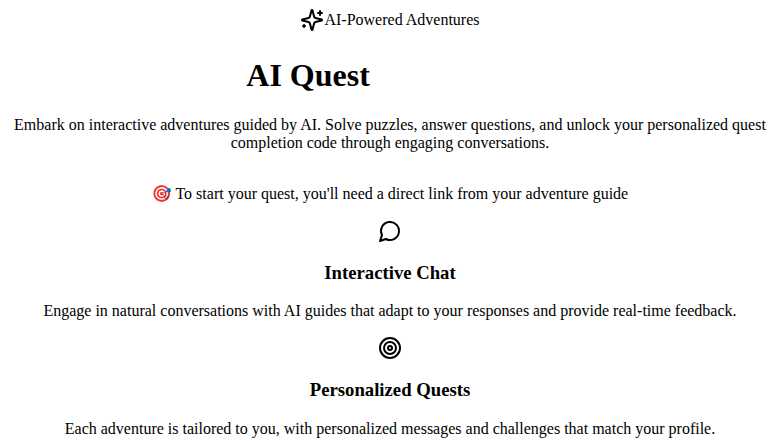 AI-Powered Adventures
AI Quest
Embark on interactive adventures guided by AI. Solve puzzles, answer questions, and unlock your personalized quest
completion code through engaging conversations.
🎯 To start your quest, you'll need a direct link from your adventure guide
Interactive Chat
Engage in natural conversations with AI guides that adapt to your responses and provide real-time feedback.
Personalized Quests
Each adventure is tailored to you, with personalized messages and challenges that match your profile.